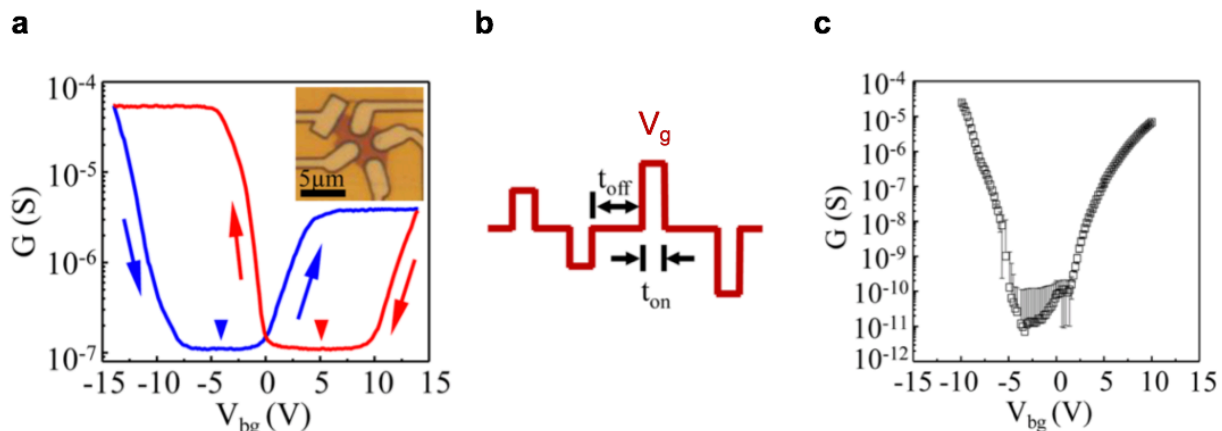 a
b
c
10⁻⁴
10⁻⁵
10⁻⁶
10⁻⁷
G (S)
5μm
-15
-10
-5
0
5
10
15
V_bg (V)
V_g
t_off
t_on
10⁻⁴
10⁻⁵
10⁻⁶
10⁻⁷
10⁻⁸
10⁻⁹
10⁻¹⁰
10⁻¹¹
10⁻¹²
G (S)
-15
-10
-5
0
5
10
15
V_bg (V)